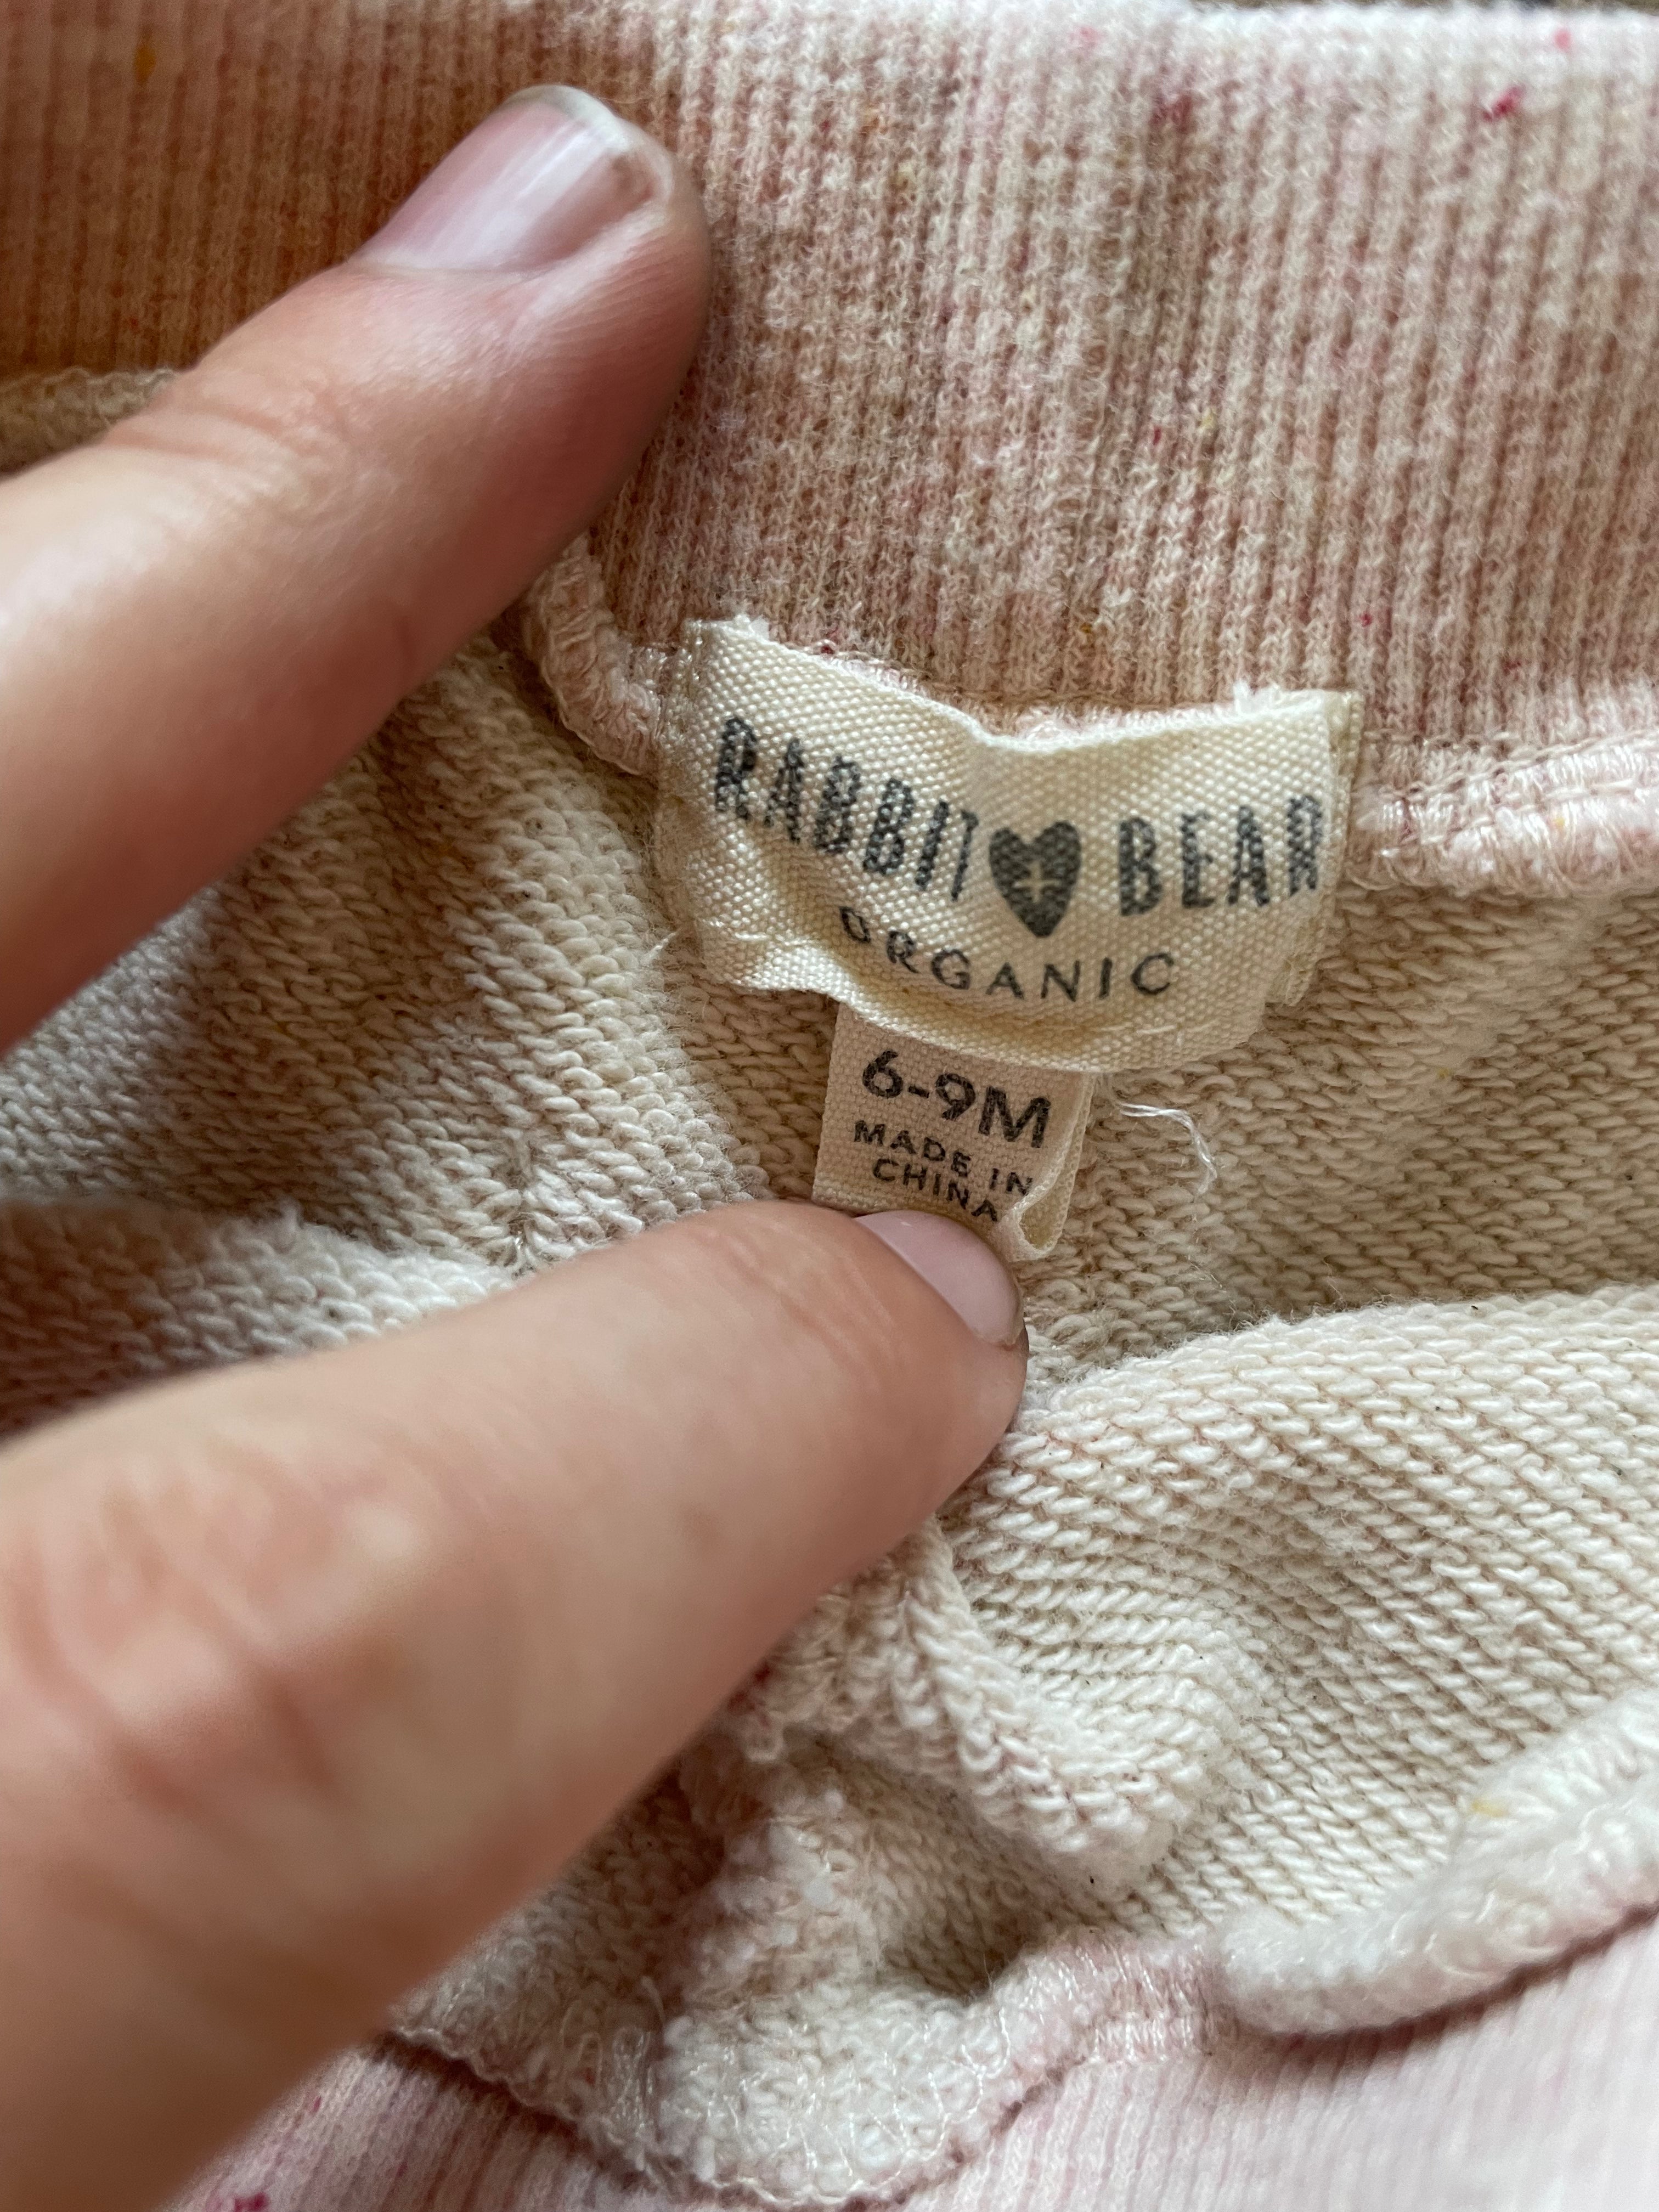 RABBIT BEAR
ORGANIC
6-9M
MADE IN
CHINA